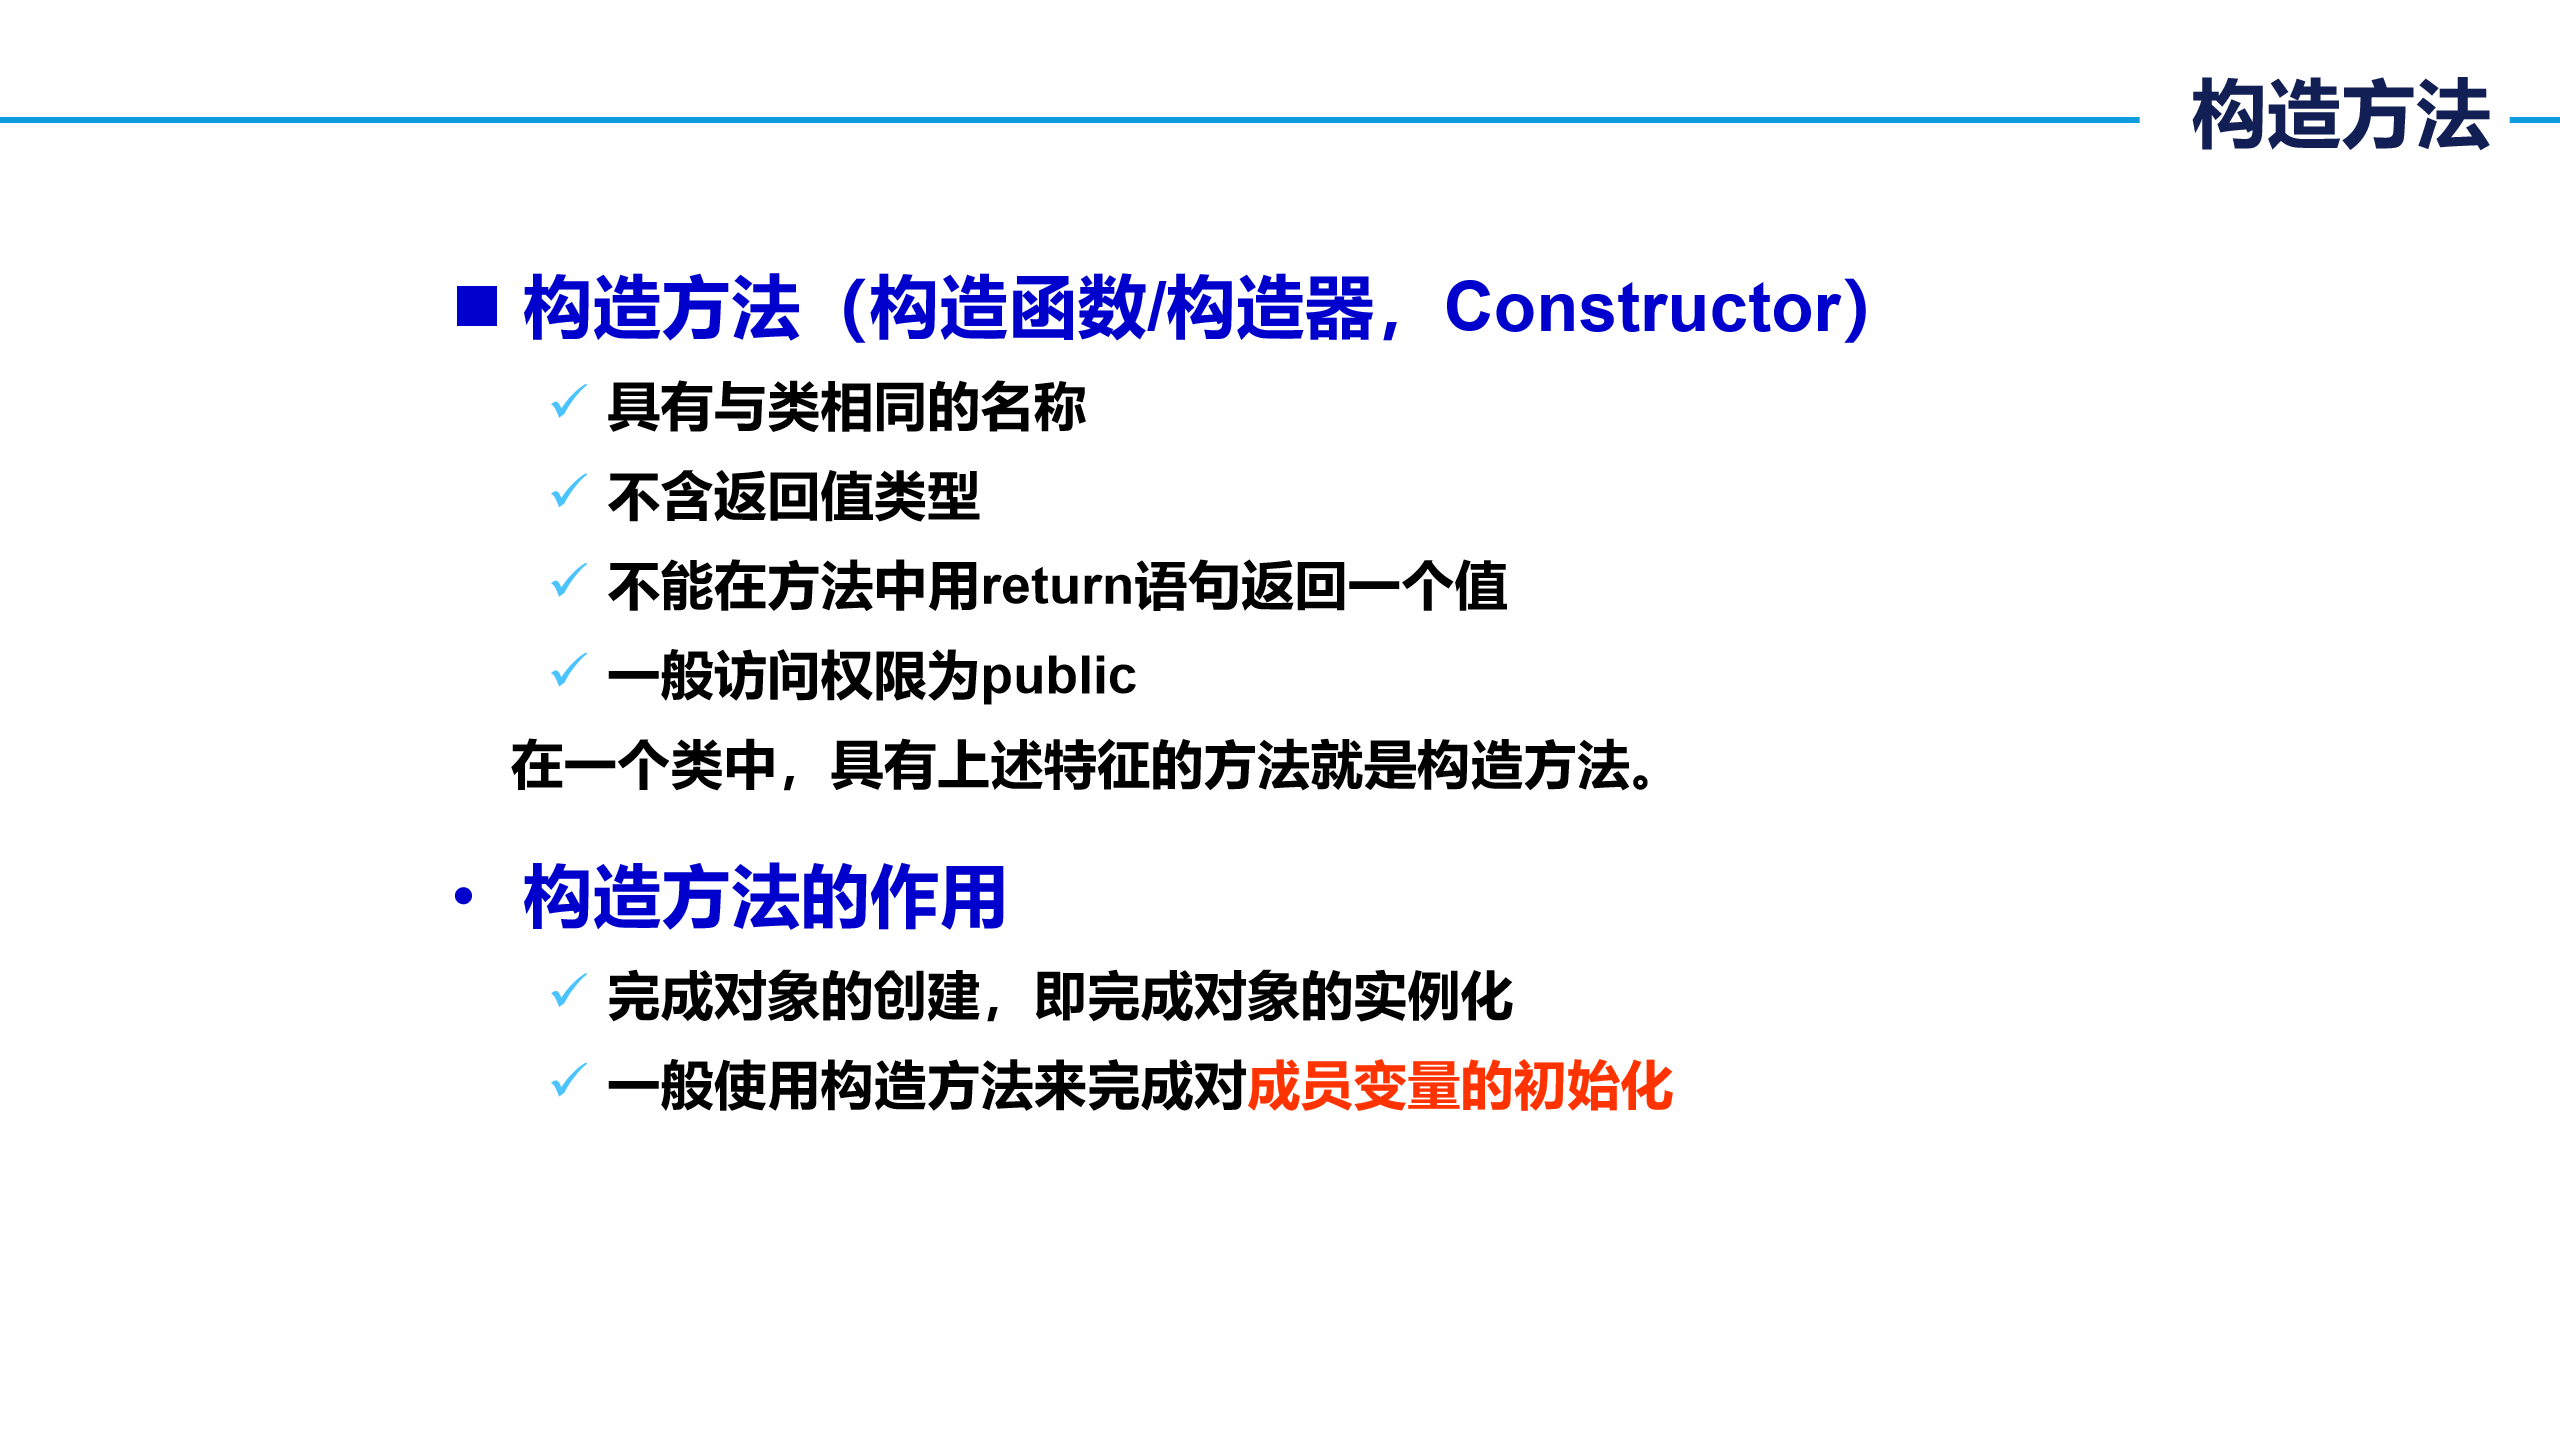 构造方法
构造方法（构造函数/构造器，Constructor）
具有与类相同的名称
不含返回值类型
不能在方法中用return语句返回一个值
一般访问权限为public
在一个类中，具有上述特征的方法就是构造方法。
构造方法的作用
完成对象的创建，即完成对象的实例化
一般使用构造方法来完成对成员变量的初始化